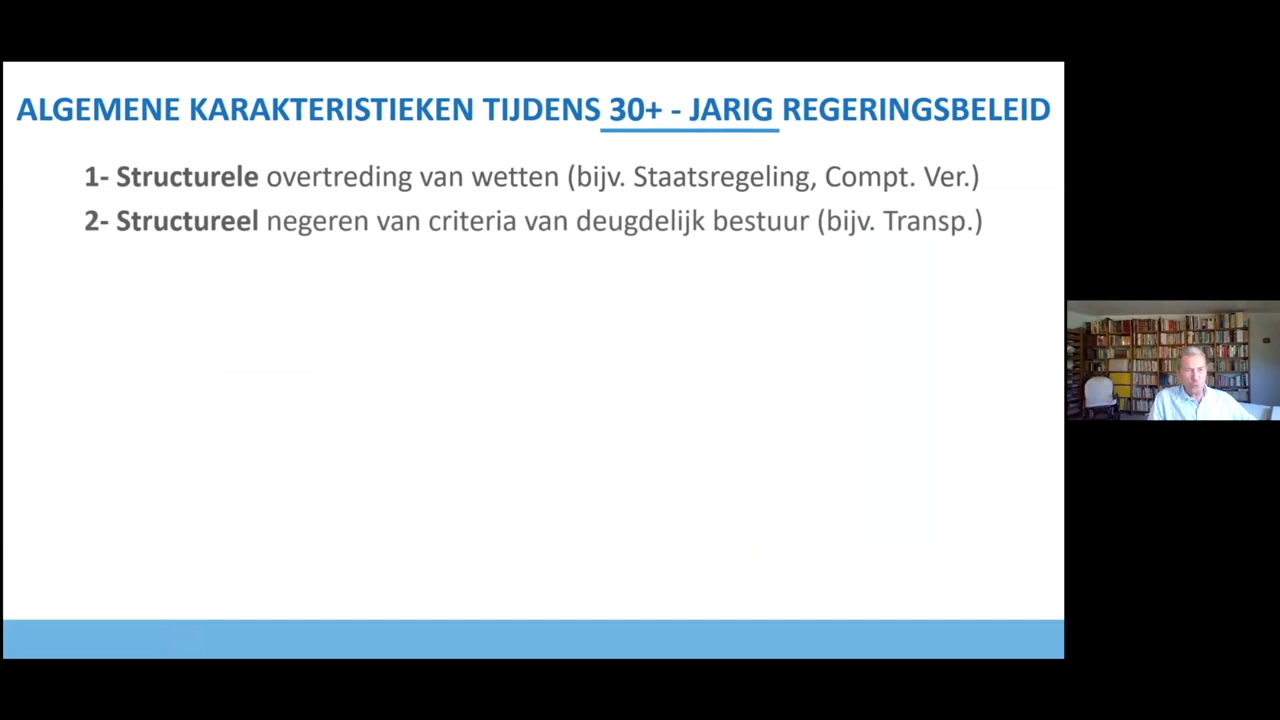 ALGEMENE KARAKTERISTIEKEN TIJDENS 30+ - JARIG REGERINGSBELEID
1- Structurele overtreding van wetten (bijv. Staatsregeling, Compt. Ver.)
2- Structureel negeren van criteria van deugdelijk bestuur (bijv. Transp.)